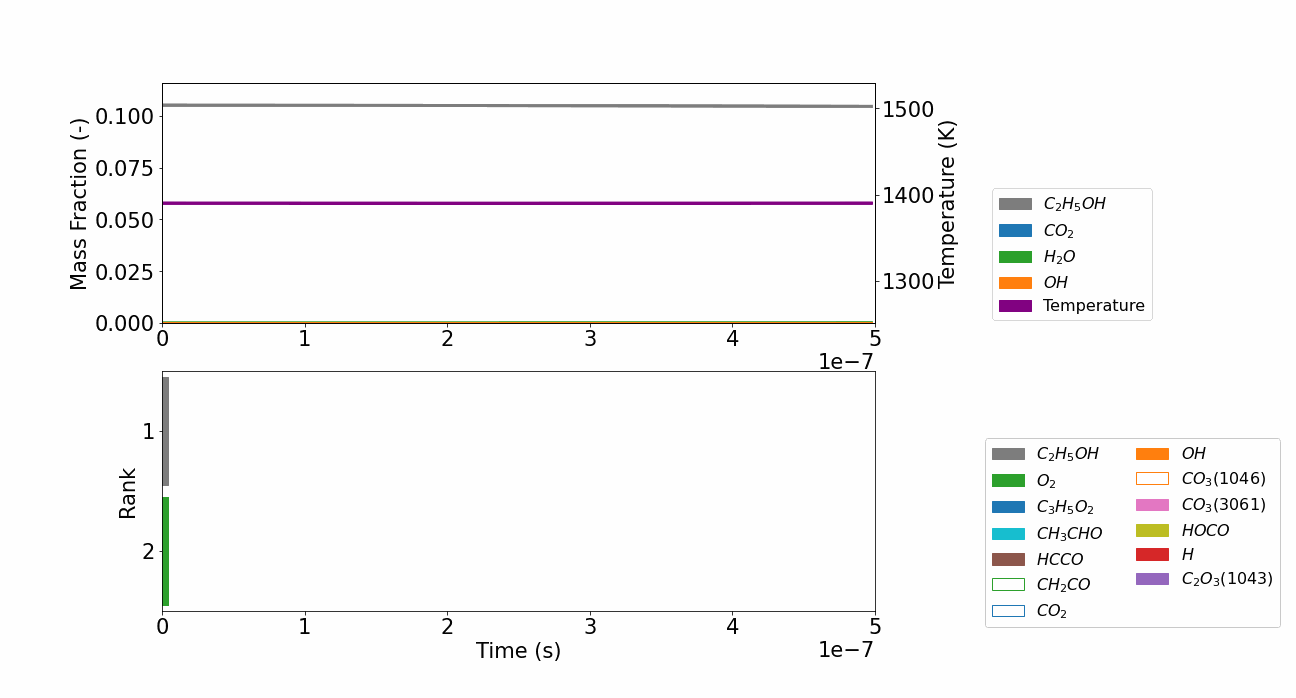 Mass Fraction (-)
0.100
0.075
0.050
0.025
0.000
0 1 2 3 4 5
1e−7
1500
1400
1300
Temperature (K)
C₂H₅OH
CO₂
H₂O
OH
Temperature
Rank
1
2
0 1 2 3 4 5
1e−7
Time (s)
C₂H₅OH
O₂
C₃H₅O₂
CH₃CHO
HCCO
CH₂CO
CO₂
OH
CO₃(1046)
CO₃(3061)
HOCO
H
C₂O₃(1043)